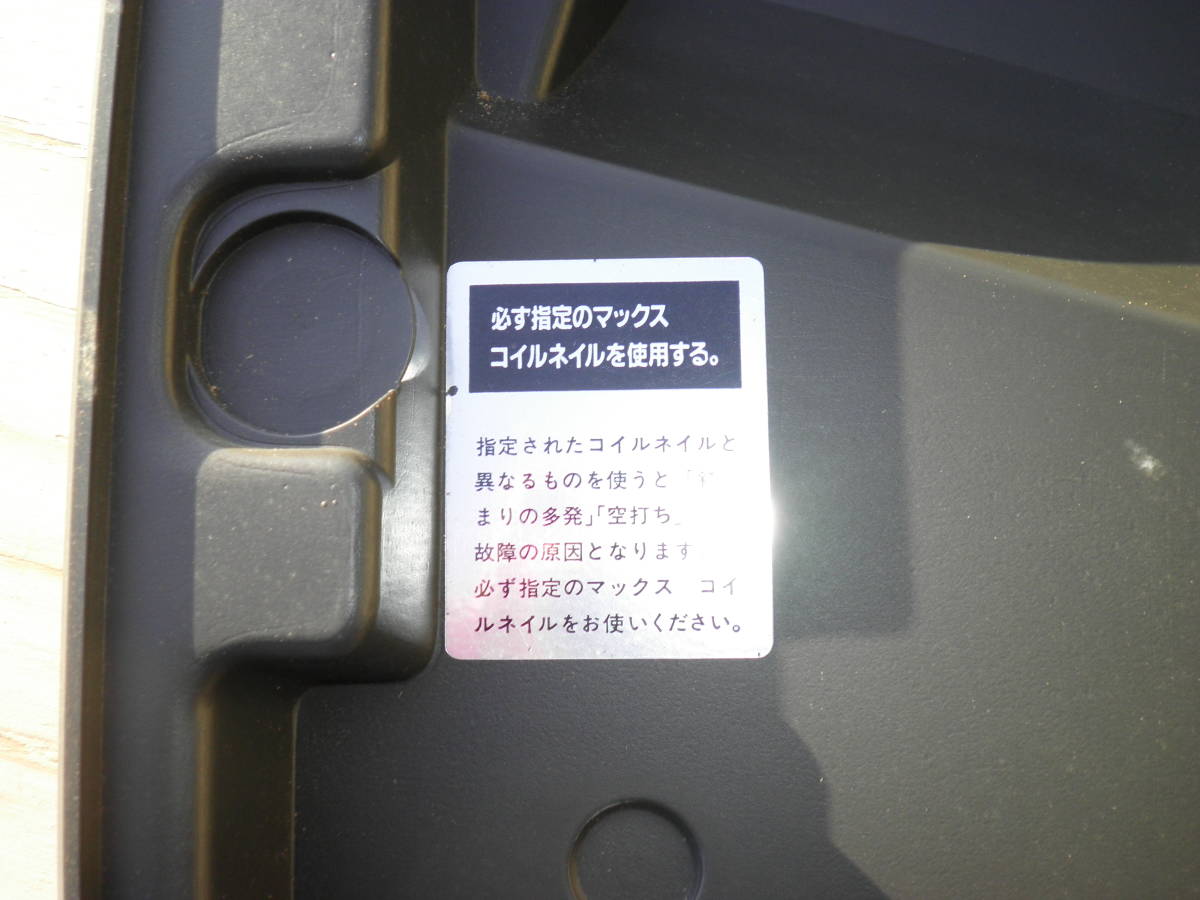 必す指定のマックス
コイルネイルを使用する。
指定されたコイルネイルと
異なるものを使うと「
まりの多発」「空打ち」
故障の原因となります
必ず指定のマックス コイ
ルネイルをお使いください。